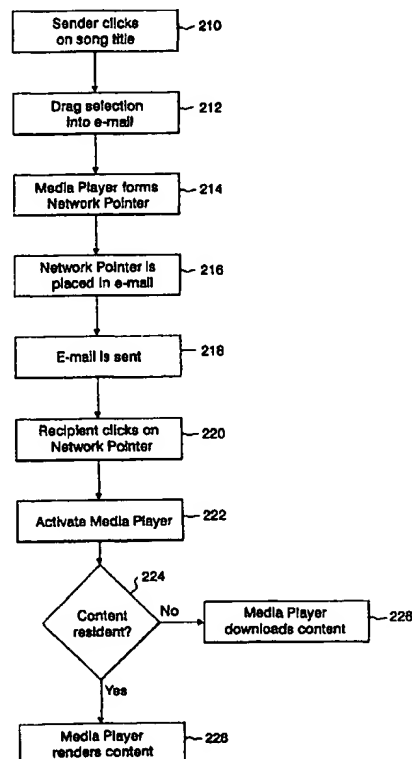 Sender clicks
on song title
210
Drag selection
into e-mail
212
Media Player forms
Network Pointer
214
Network Pointer is
placed in e-mail
216
E-mail is sent
218
Recipient clicks on
Network Pointer
220
Activate Media Player
222
224
Content
resident?
No
Media Player
downloads content
228
Yes
Media Player
renders content
226